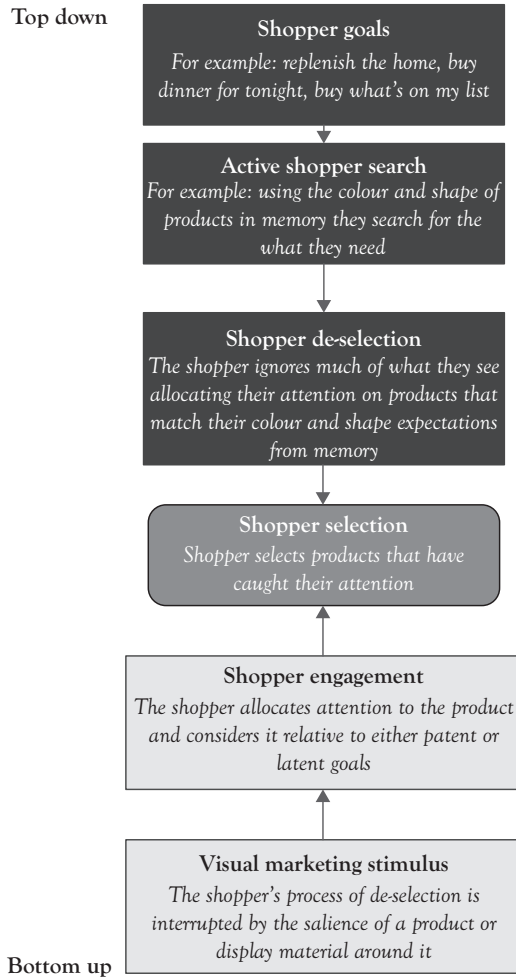 Top down
Shopper goals
For example: replenish the home, buy
dinner for tonight, buy what's on my list
Active shopper search
For example: using the colour and shape of
products in memory they search for the
what they need
Shopper de-selection
The shopper ignores much of what they see
allocating their attention on products that
match their colour and shape expectations
from memory
Shopper selection
Shopper selects products that have
caught their attention
Shopper engagement
The shopper allocates attention to the product
and considers it relative to either patent or
latent goals
Visual marketing stimulus
The shopper's process of de-selection is
interrupted by the salience of a product or
display material around it
Bottom up